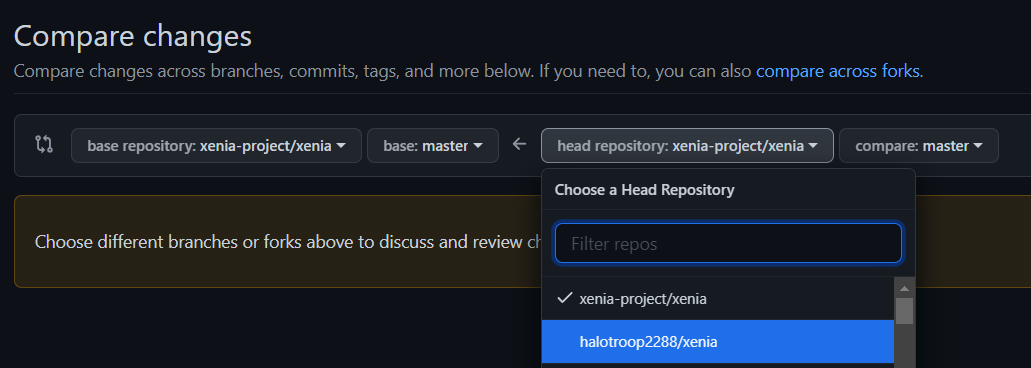 Compare changes
Compare changes across branches, commits, tags, and more below. If you need to, you can also compare across forks.
base repository: xenia-project/xenia base: master head repository: xenia-project/xenia compare: master
Choose a Head Repository
Choose different branches or forks above to discuss and review
Filter repos
xenia-project/xenia
halotroop2288/xenia